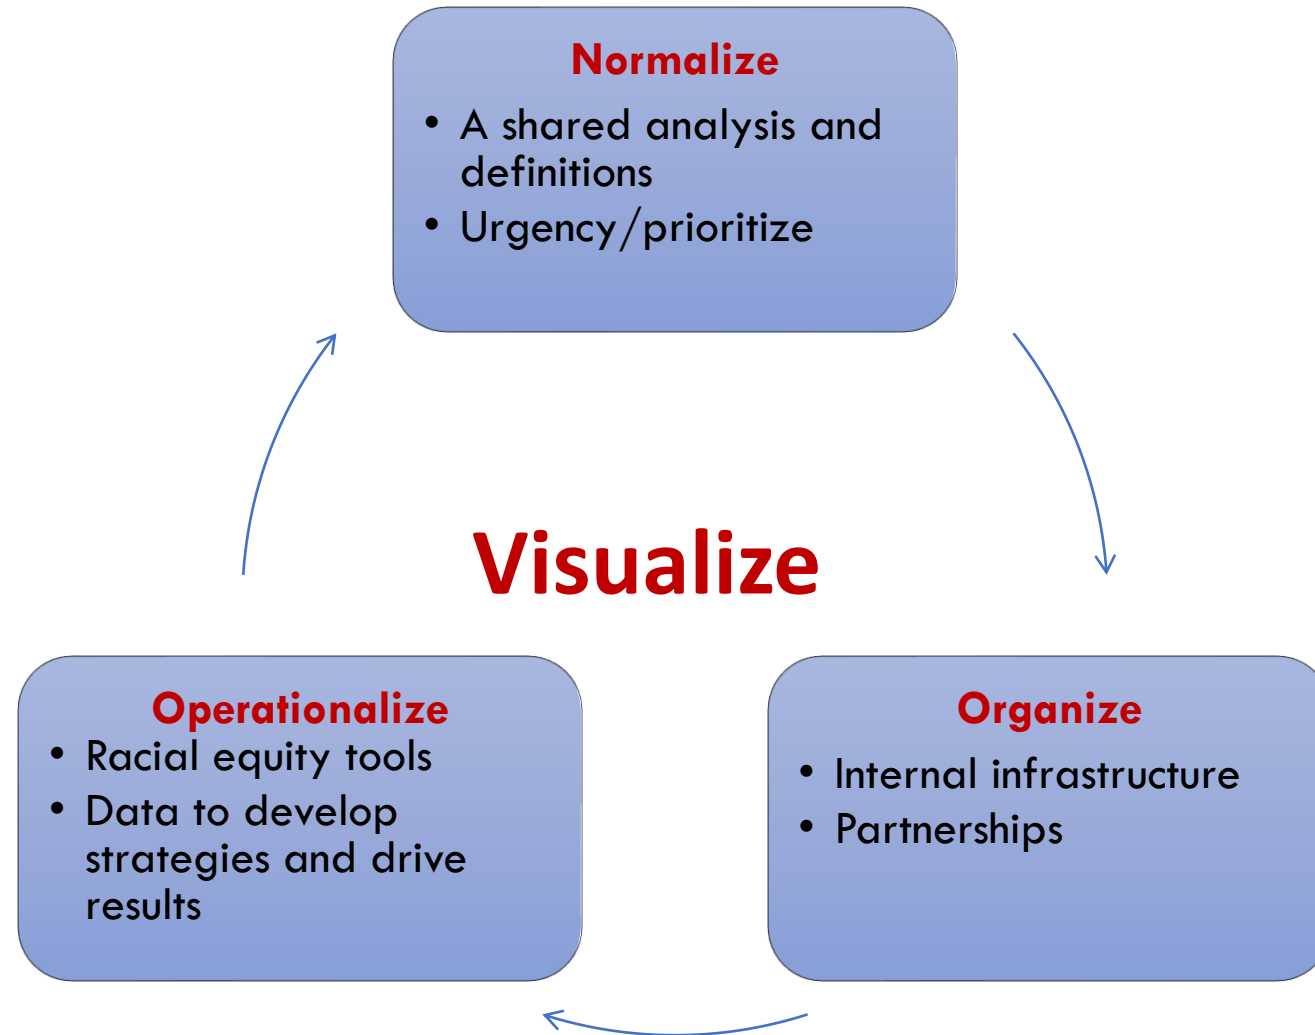 Normalize
• A shared analysis and
definitions
• Urgency/prioritize
Visualize
Operationalize
• Racial equity tools
• Data to develop
strategies and drive
results
Organize
• Internal infrastructure
• Partnerships